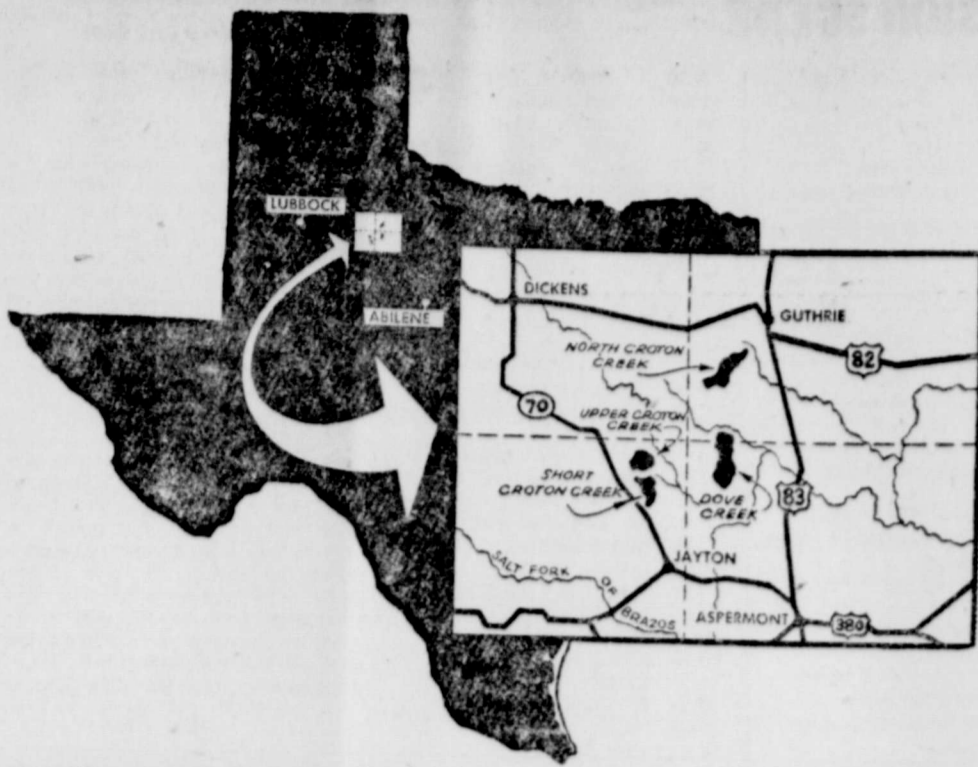 LUBBOCK
ABILENE
DICKENS
GUTHRIE
NORTH CROTON
CREEK
82
70
UPPER CROTON
CREEK
SHORT
CROTON CREEK
DOVE
CREEK
83
JAYTON
SALT FORK OR BRAZOS
ASPERMONT
380